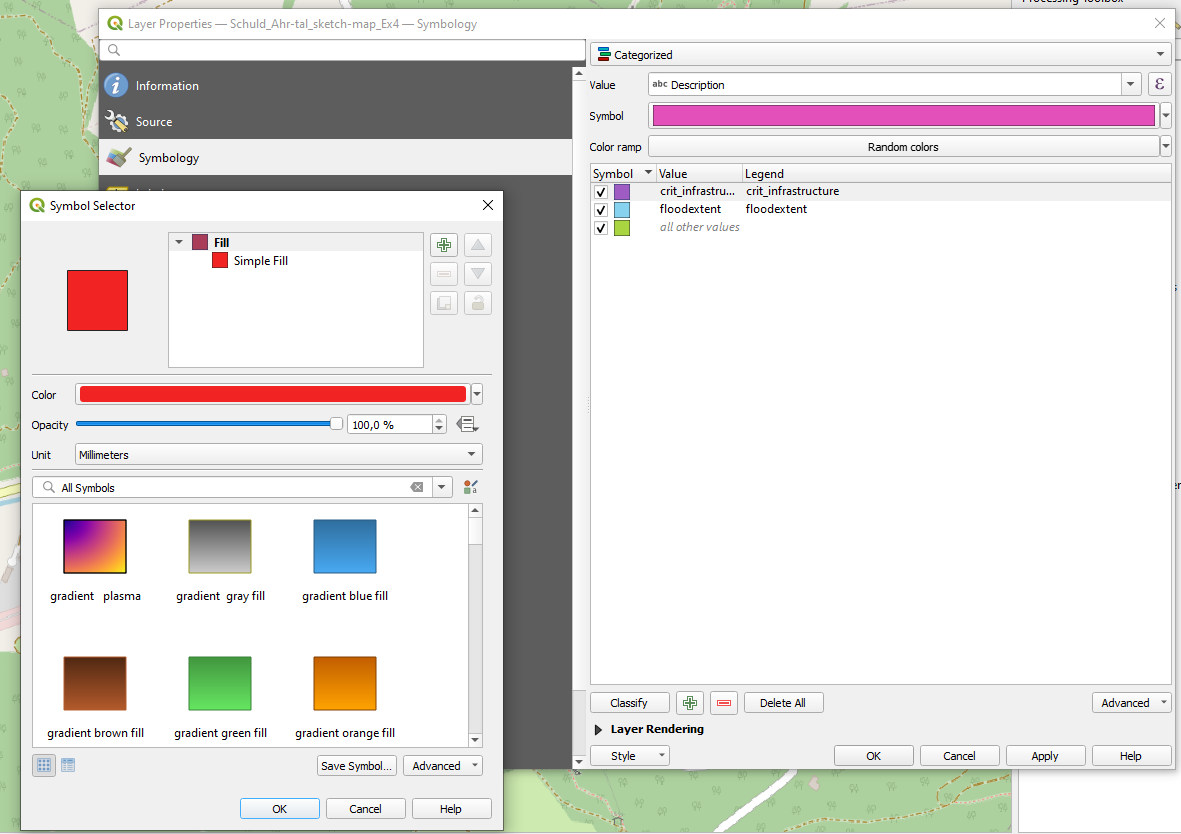 Processing Toolbox
Layer Properties — Schuld_Ahr-tal_sketch-map_Ex4 — Symbology
Information
Source
Symbology
Categorized
Value
abc Description
ε
Symbol
Color ramp
Random colors
Symbol Value Legend
crit_infrastru... crit_infrastructure
floodextent floodextent
all other values
Classify
Delete All
Advanced
Layer Rendering
Style
OK
Cancel
Apply
Help
Symbol Selector
Fill
Simple Fill
Color
Opacity
100,0 %
Unit
Millimeters
All Symbols
gradient plasma
gradient gray fill
gradient blue fill
gradient brown fill
gradient green fill
gradient orange fill
Save Symbol...
Advanced
OK
Cancel
Help